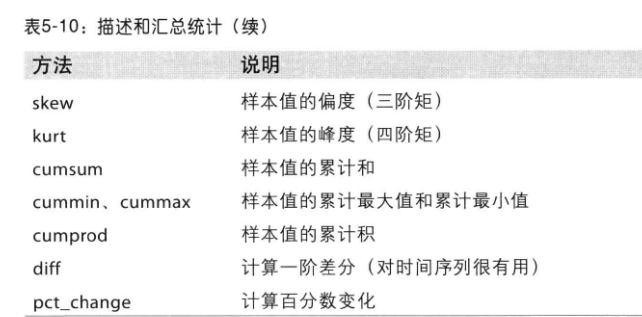 表5-10：描述和汇总统计（续）
方法 说明
skew 样本值的偏度（三阶矩）
kurt 样本值的峰度（四阶矩）
cumsum 样本值的累计和
cummin、cummax 样本值的累计最大值和累计最小值
cumprod 样本值的累计积
diff 计算一阶差分（对时间序列很有用）
pct_change 计算百分数变化